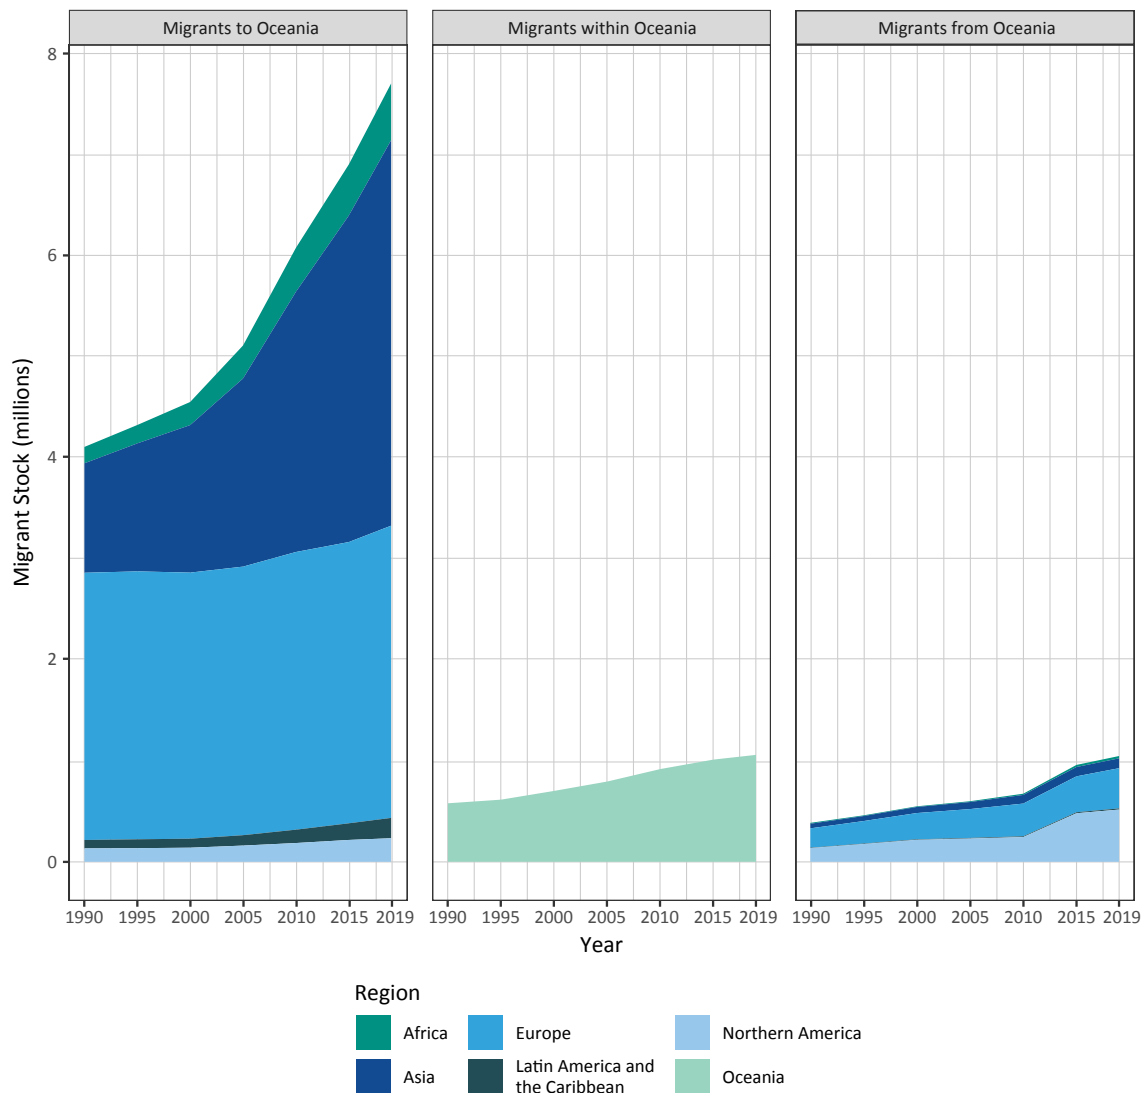 Migrants to Oceania
Migrants within Oceania
Migrants from Oceania
8
6
4
2
0
Migrant Stock (millions)
1990 1995 2000 2005 2010 2015 2019
1990 1995 2000 2005 2010 2015 2019
1990 1995 2000 2005 2010 2015 2019
Year
Region
Africa
Europe
Northern America
Asia
Latin America and
the Caribbean
Oceania